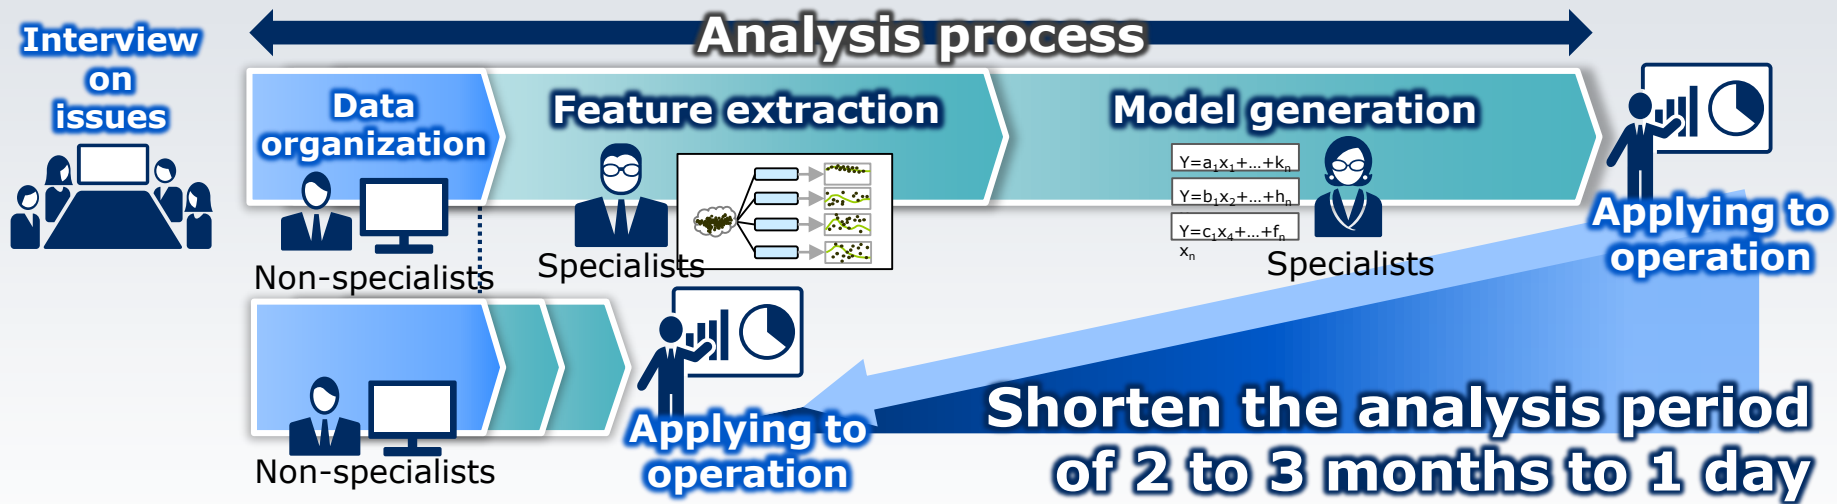 Analysis process
Interview
on
issues
Data
organization
Feature extraction
Model generation
Y=a₁x₁+...+kₙ
Y=b₁x₂+...+hₙ
Y=c₁x₄+...+fₙ
xₙ
Non-specialists
Specialists
Specialists
Applying to
operation
Non-specialists
Applying to
operation
Shorten the analysis period
of 2 to 3 months to 1 day